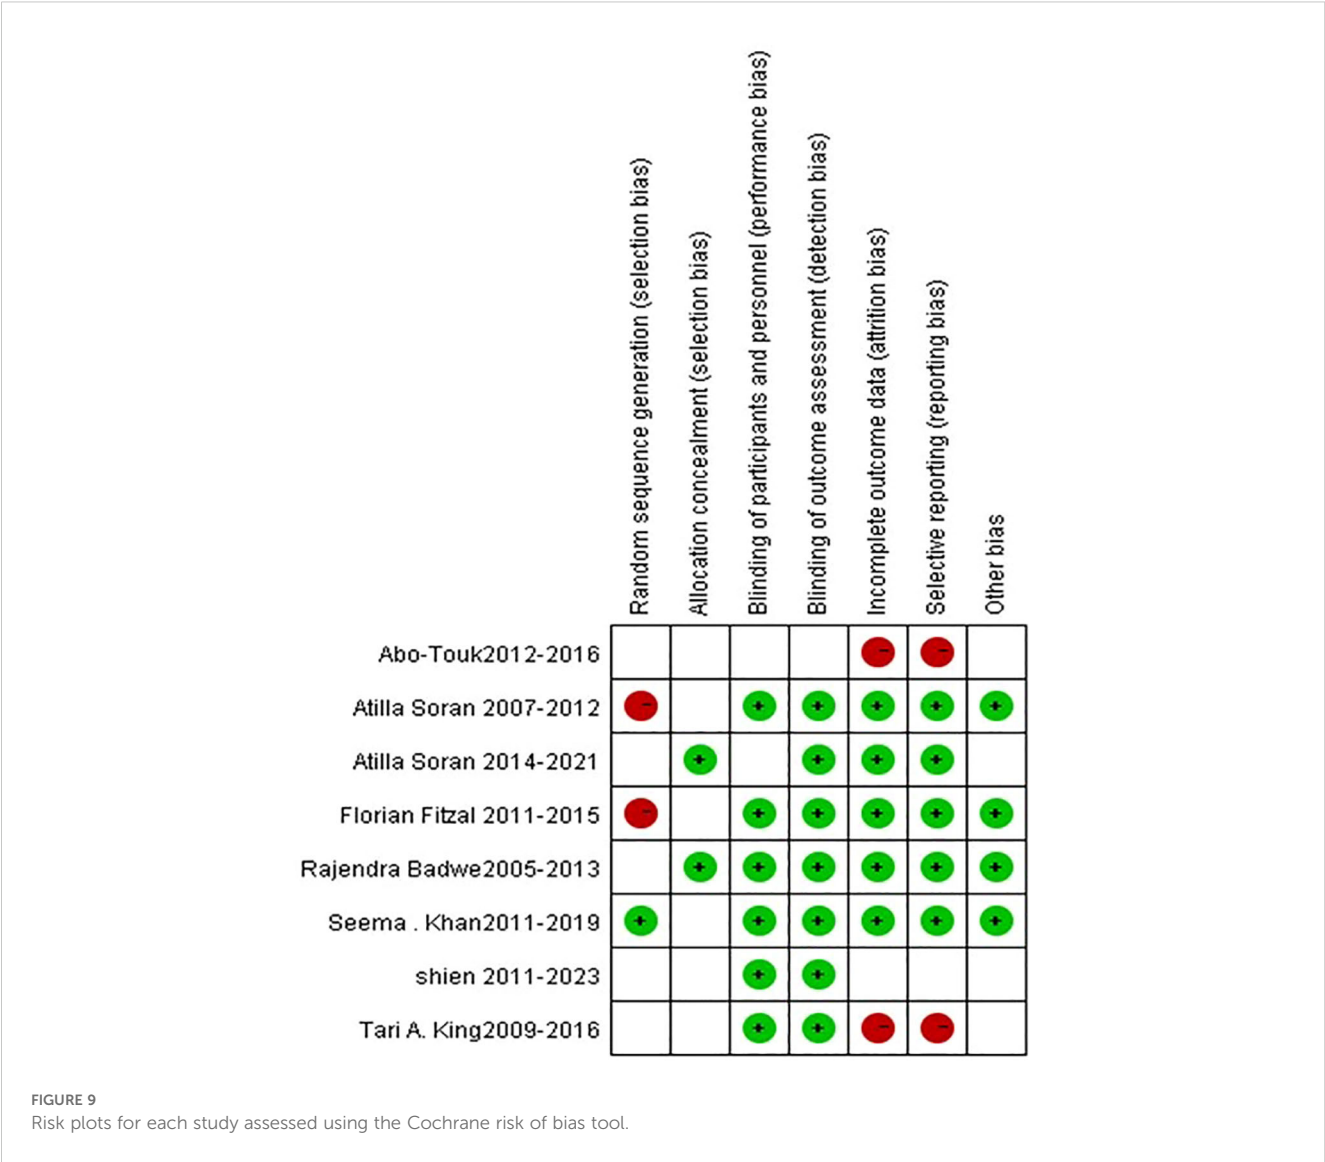 Random sequence generation (selection bias)
Allocation concealment (selection bias)
Blinding of participants and personnel (performance bias)
Blinding of outcome assessment (detection bias)
Incomplete outcome data (attrition bias)
Selective reporting (reporting bias)
Other bias
Abo-Touk2012-2016 - -
Atilla Soran 2007-2012 - + + + + +
Atilla Soran 2014-2021 + + + +
Florian Fitzal 2011-2015 - + + + + +
Rajendra Badwe2005-2013 + + + + + +
Seema . Khan2011-2019 + + + + + +
shien 2011-2023 + +
Tari A. King2009-2016 + + - -
FIGURE 9
Risk plots for each study assessed using the Cochrane risk of bias tool.